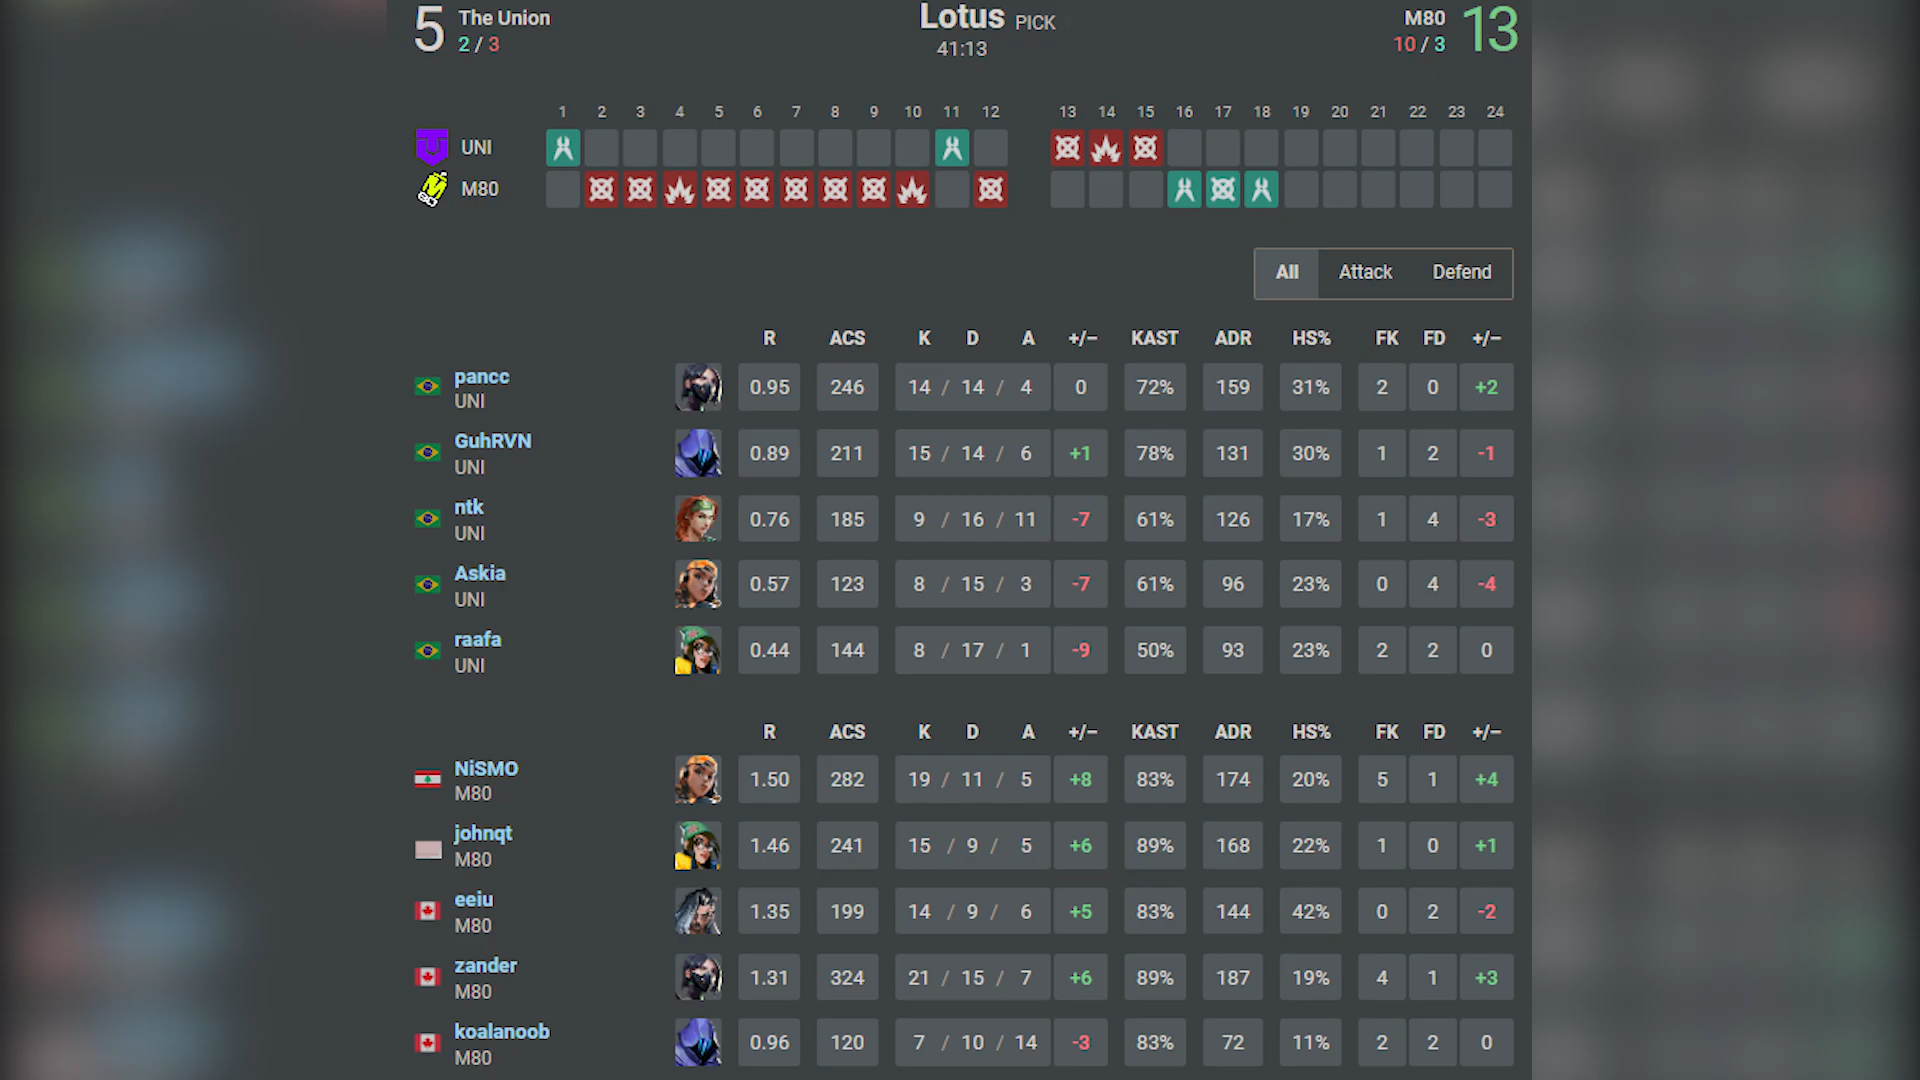 5 The Union Lotus PICK M80 13
2 / 3 41:13 10 / 3
1 2 3 4 5 6 7 8 9 10 11 12 13 14 15 16 17 18 19 20 21 22 23 24
UNI
M80
All Attack Defend
R ACS K D A +/− KAST ADR HS% FK FD +/−
pancc
UNI
0.95 246 14 / 14 / 4 0 72% 159 31% 2 0 +2
GuhRVN
UNI
0.89 211 15 / 14 / 6 +1 78% 131 30% 1 2 -1
ntk
UNI
0.76 185 9 / 16 / 11 -7 61% 126 17% 1 4 -3
Askia
UNI
0.57 123 8 / 15 / 3 -7 61% 96 23% 0 4 -4
raafa
UNI
0.44 144 8 / 17 / 1 -9 50% 93 23% 2 2 0
R ACS K D A +/− KAST ADR HS% FK FD +/−
NiSMO
M80
1.50 282 19 / 11 / 5 +8 83% 174 20% 5 1 +4
johnqt
M80
1.46 241 15 / 9 / 5 +6 89% 168 22% 1 0 +1
eeiu
M80
1.35 199 14 / 9 / 6 +5 83% 144 42% 0 2 -2
zander
M80
1.31 324 21 / 15 / 7 +6 89% 187 19% 4 1 +3
koalanoob
M80
0.96 120 7 / 10 / 14 -3 83% 72 11% 2 2 0